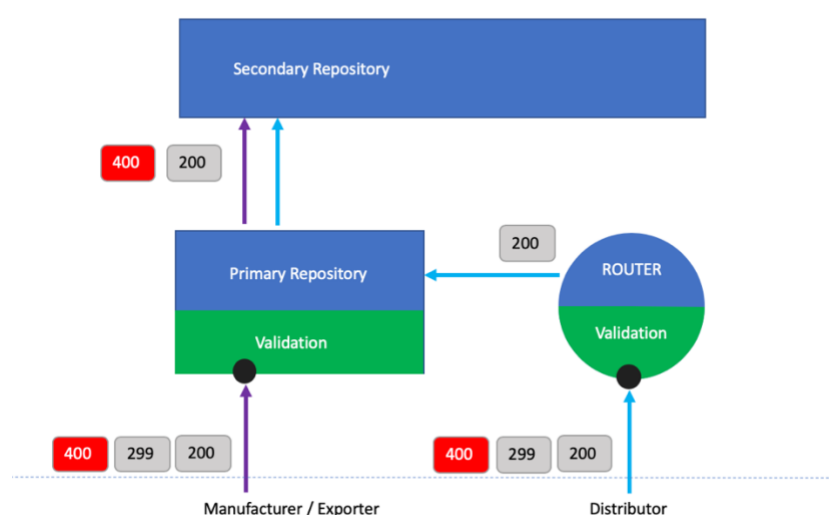 Secondary Repository
400 200
200
Primary Repository
ROUTER
Validation
Validation
400 299 200
400 299 200
Manufacturer / Exporter
Distributor